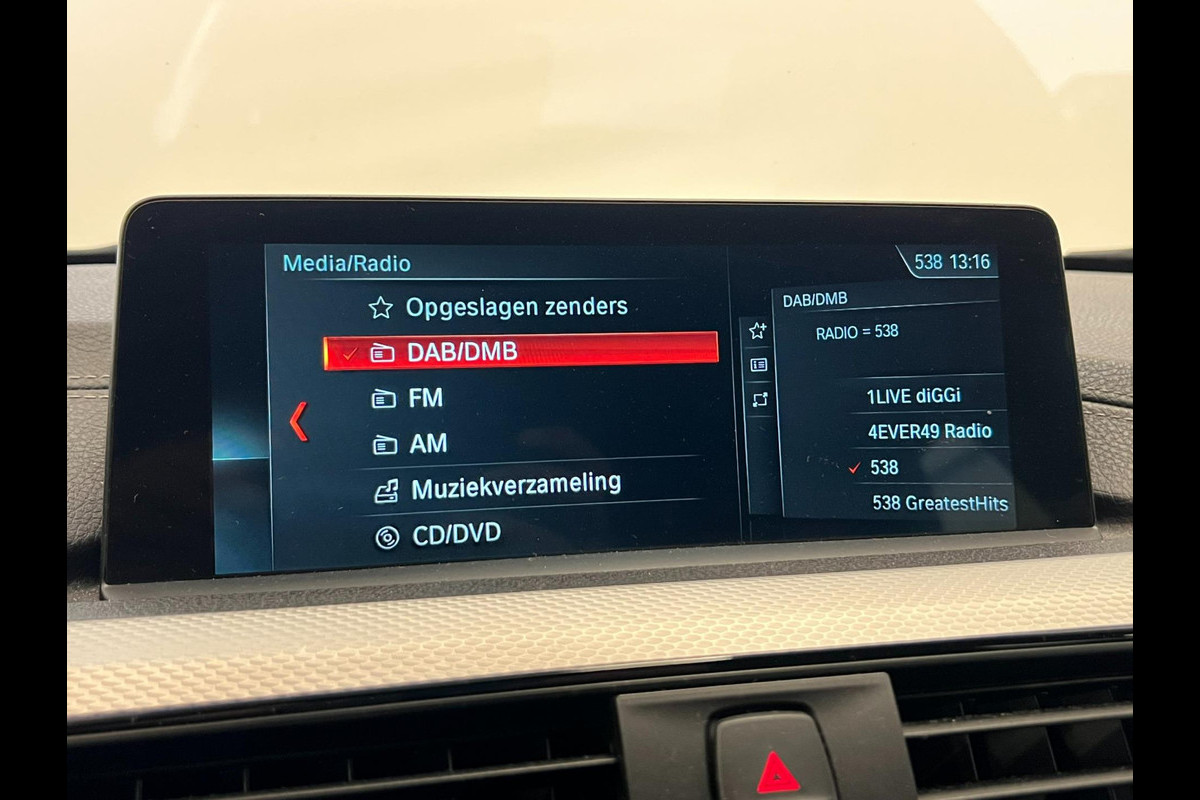 Media/Radio
538 13:16
Opgeslagen zenders
DAB/DMB
FM
AM
Muziekverzameling
CD/DVD
DAB/DMB
RADIO = 538
1LIVE diGGi
4EVER49 Radio
538
538 GreatestHits